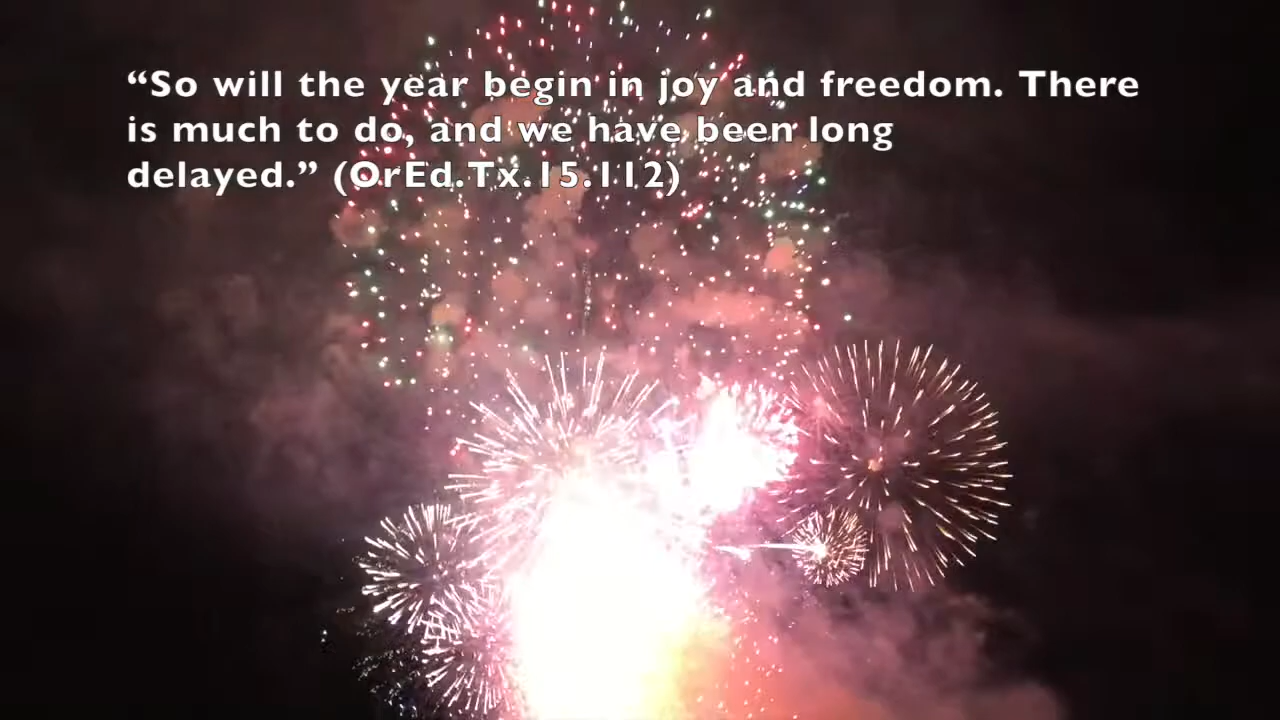 “So will the year begin in joy and freedom. There
is much to do, and we have been long
delayed.” (OrEd.Tx.15.112)